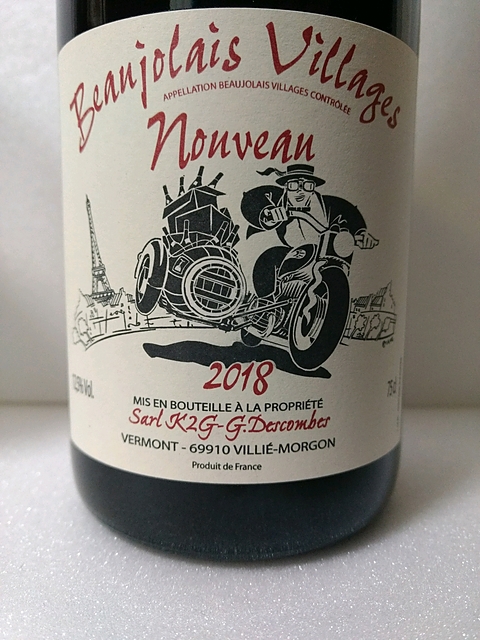 Beaujolais Villages
APPELLATION BEAUJOLAIS VILLAGES CONTRÔLÉE
Nouveau
2018
75cl
MIS EN BOUTEILLE À LA PROPRIÉTÉ
Sarl K2G-G.Descombes
VERMONT - 69910 VILLIÉ-MORGON
Produit de France